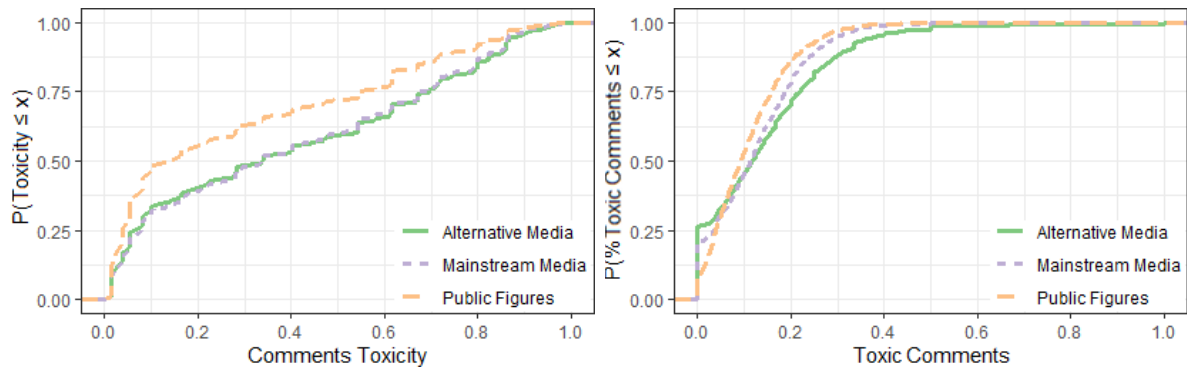 P(Toxicity ≤ x)
1.00
0.75
0.50
0.25
0.00
Alternative Media
Mainstream Media
Public Figures
0.0 0.2 0.4 0.6 0.8 1.0
Comments Toxicity
P(%Toxic Comments ≤ x)
1.00
0.75
0.50
0.25
0.00
Alternative Media
Mainstream Media
Public Figures
0.0 0.2 0.4 0.6 0.8 1.0
Toxic Comments